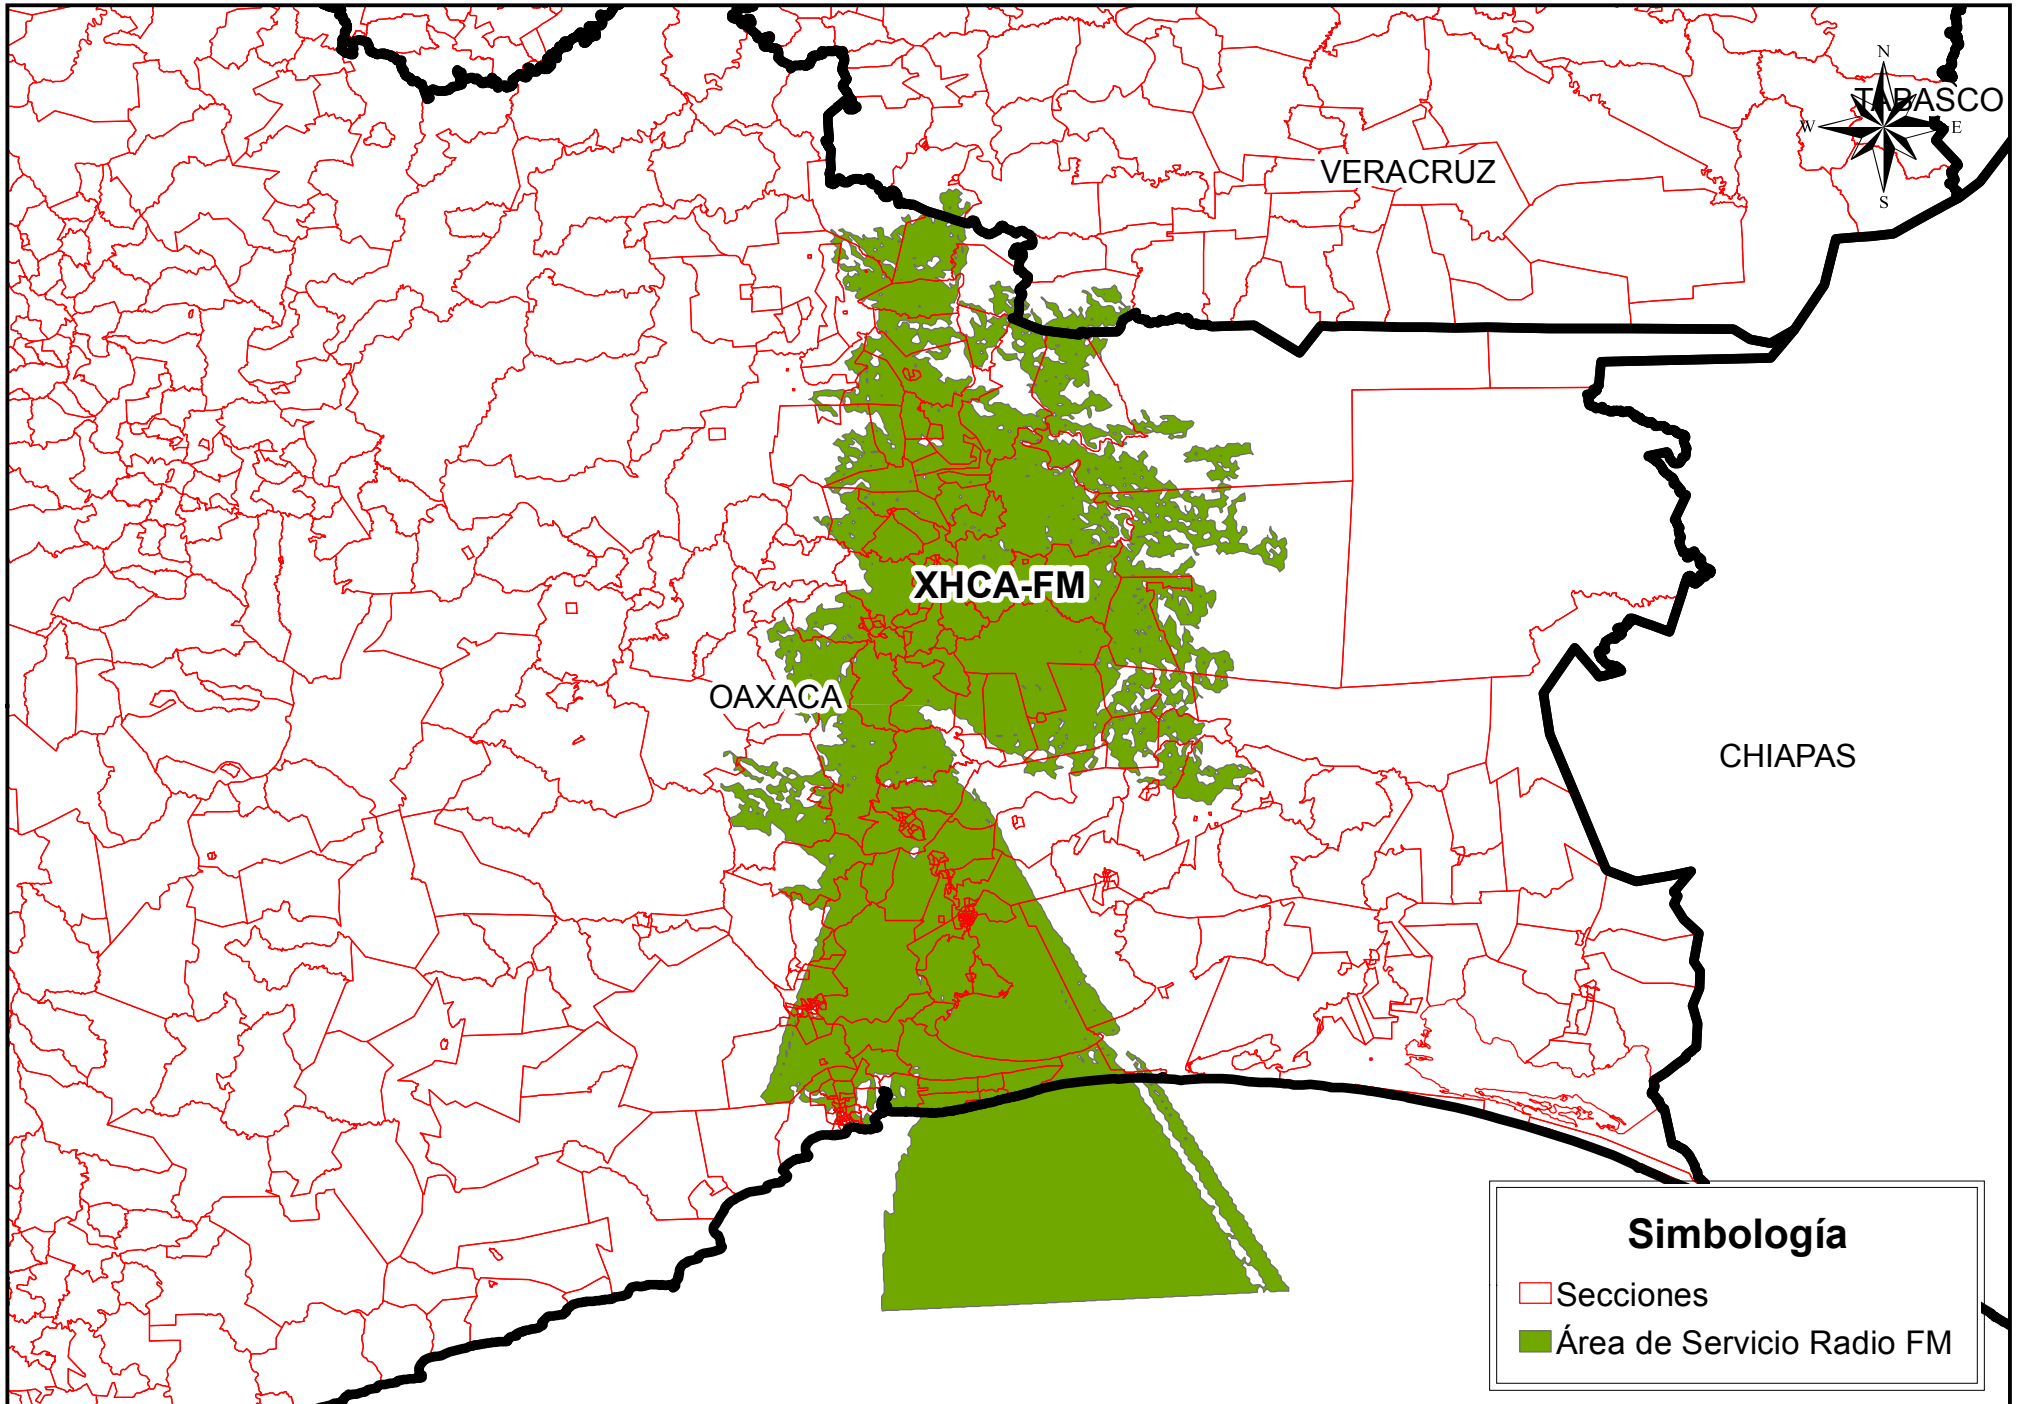 N
TABASCO
W
E
S
VERACRUZ
XHCA-FM
OAXACA
CHIAPAS
Simbología
Secciones
Área de Servicio Radio FM